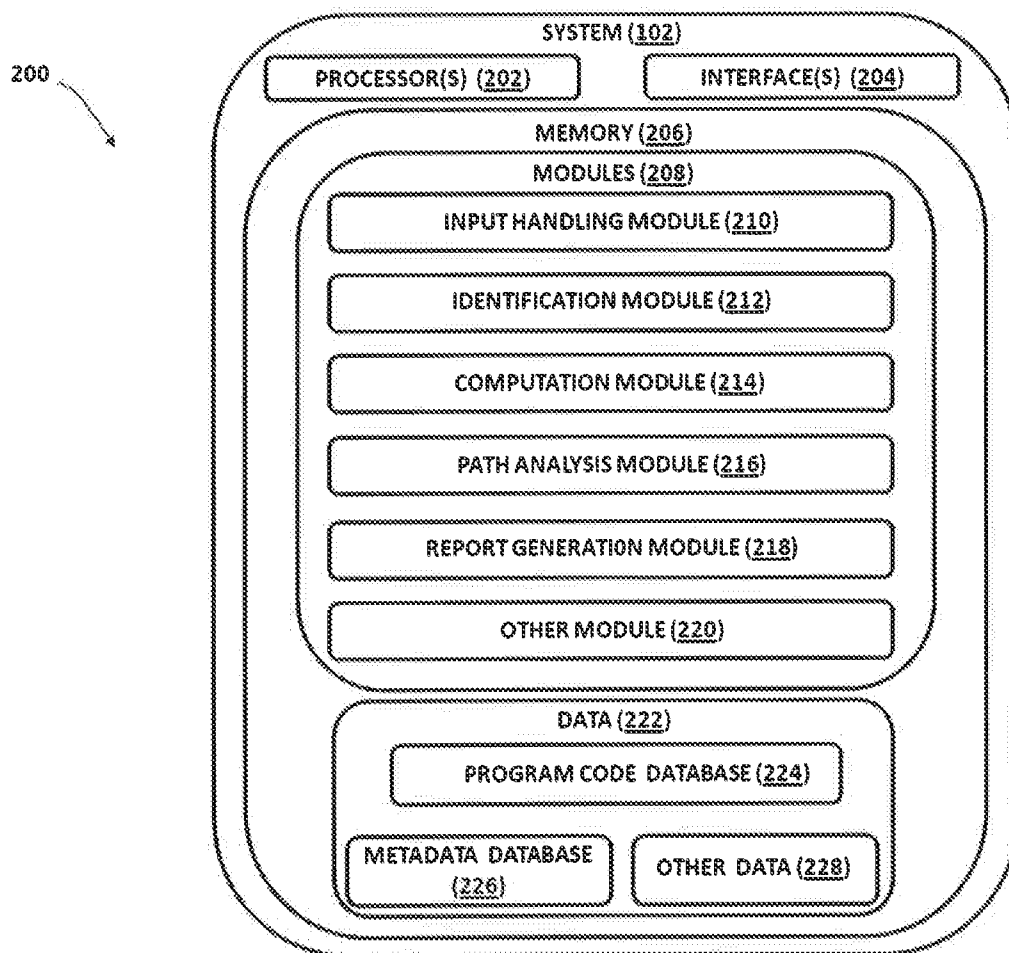 SYSTEM (102)
200
PROCESSOR(S) (202)
INTERFACE(S) (204)
MEMORY (206)
MODULES (208)
INPUT HANDLING MODULE (210)
IDENTIFICATION MODULE (212)
COMPUTATION MODULE (214)
PATH ANALYSIS MODULE (216)
REPORT GENERATION MODULE (218)
OTHER MODULE (220)
DATA (222)
PROGRAM CODE DATABASE (224)
METADATA DATABASE
(226)
OTHER DATA (228)